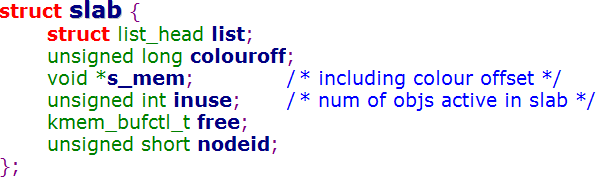 struct slab {
struct list_head list;
unsigned long colouroff;
void *s_mem; /* including colour offset */
unsigned int inuse; /* num of objs active in slab */
kmem_bufctl_t free;
unsigned short nodeid;
};